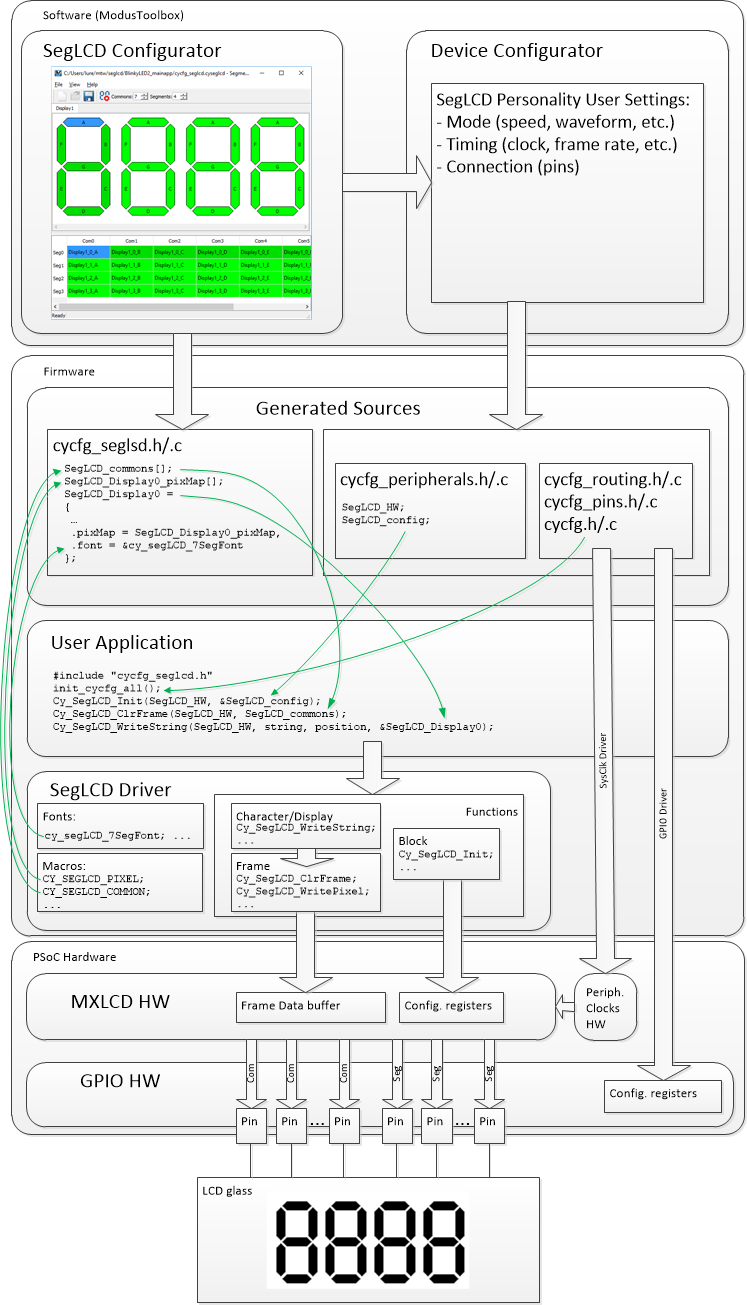 Software (ModusToolbox)
SegLCD Configurator
C:/Users/lure/mtw/seglcd/BlinkyLED2_mainapp/cycfg_seglcd.cyseglcd - Segme...
File View Help
Commons: 7 Segments: 4
Display1
A A A A
F B F B F B F B
G G G G
E C E C E C E C
D D D D
Com0 Com1 Com2 Com3 Com4 Com5
Seg0 Display1_0_A Display1_0_B Display1_0_C Display1_0_D Display1_0_E Display1_0_
Seg1 Display1_1_A Display1_1_B Display1_1_C Display1_1_D Display1_1_E Display1_1_
Seg2 Display1_2_A Display1_2_B Display1_2_C Display1_2_D Display1_2_E Display1_2_
Seg3 Display1_3_A Display1_3_B Display1_3_C Display1_3_D Display1_3_E Display1_3_
Ready
Device Configurator
SegLCD Personality User Settings:
- Mode (speed, waveform, etc.)
- Timing (clock, frame rate, etc.)
- Connection (pins)
Firmware
Generated Sources
cycfg_seglsd.h/.c
SegLCD_commons[];
SegLCD_Display0_pixMap[];
SegLCD_Display0 =
{
…
.pixMap = SegLCD_Display0_pixMap,
.font = &cy_segLCD_7SegFont
};
cycfg_peripherals.h/.c
SegLCD_HW;
SegLCD_config;
cycfg_routing.h/.c
cycfg_pins.h/.c
cycfg.h/.c
User Application
#include "cycfg_seglcd.h"
init_cycfg_all();
Cy_SegLCD_Init(SegLCD_HW, &SegLCD_config);
Cy_SegLCD_ClrFrame(SegLCD_HW, SegLCD_commons);
Cy_SegLCD_WriteString(SegLCD_HW, string, position, &SegLCD_Display0);
SysClk Driver
GPIO Driver
SegLCD Driver
Fonts:
cy_segLCD_7SegFont; ...
Macros:
CY_SEGLCD_PIXEL;
CY_SEGLCD_COMMON;
...
Functions
Character/Display
Cy_SegLCD_WriteString;
...
Frame
Cy_SegLCD_ClrFrame;
Cy_SegLCD_WritePixel;
...
Block
Cy_SegLCD_Init;
...
PSoC Hardware
MXLCD HW
Frame Data buffer
Config. registers
Periph.
Clocks
HW
Com Com Com Seg Seg Seg
GPIO HW
Config. registers
Pin Pin ... Pin Pin Pin ... Pin
LCD glass
8888